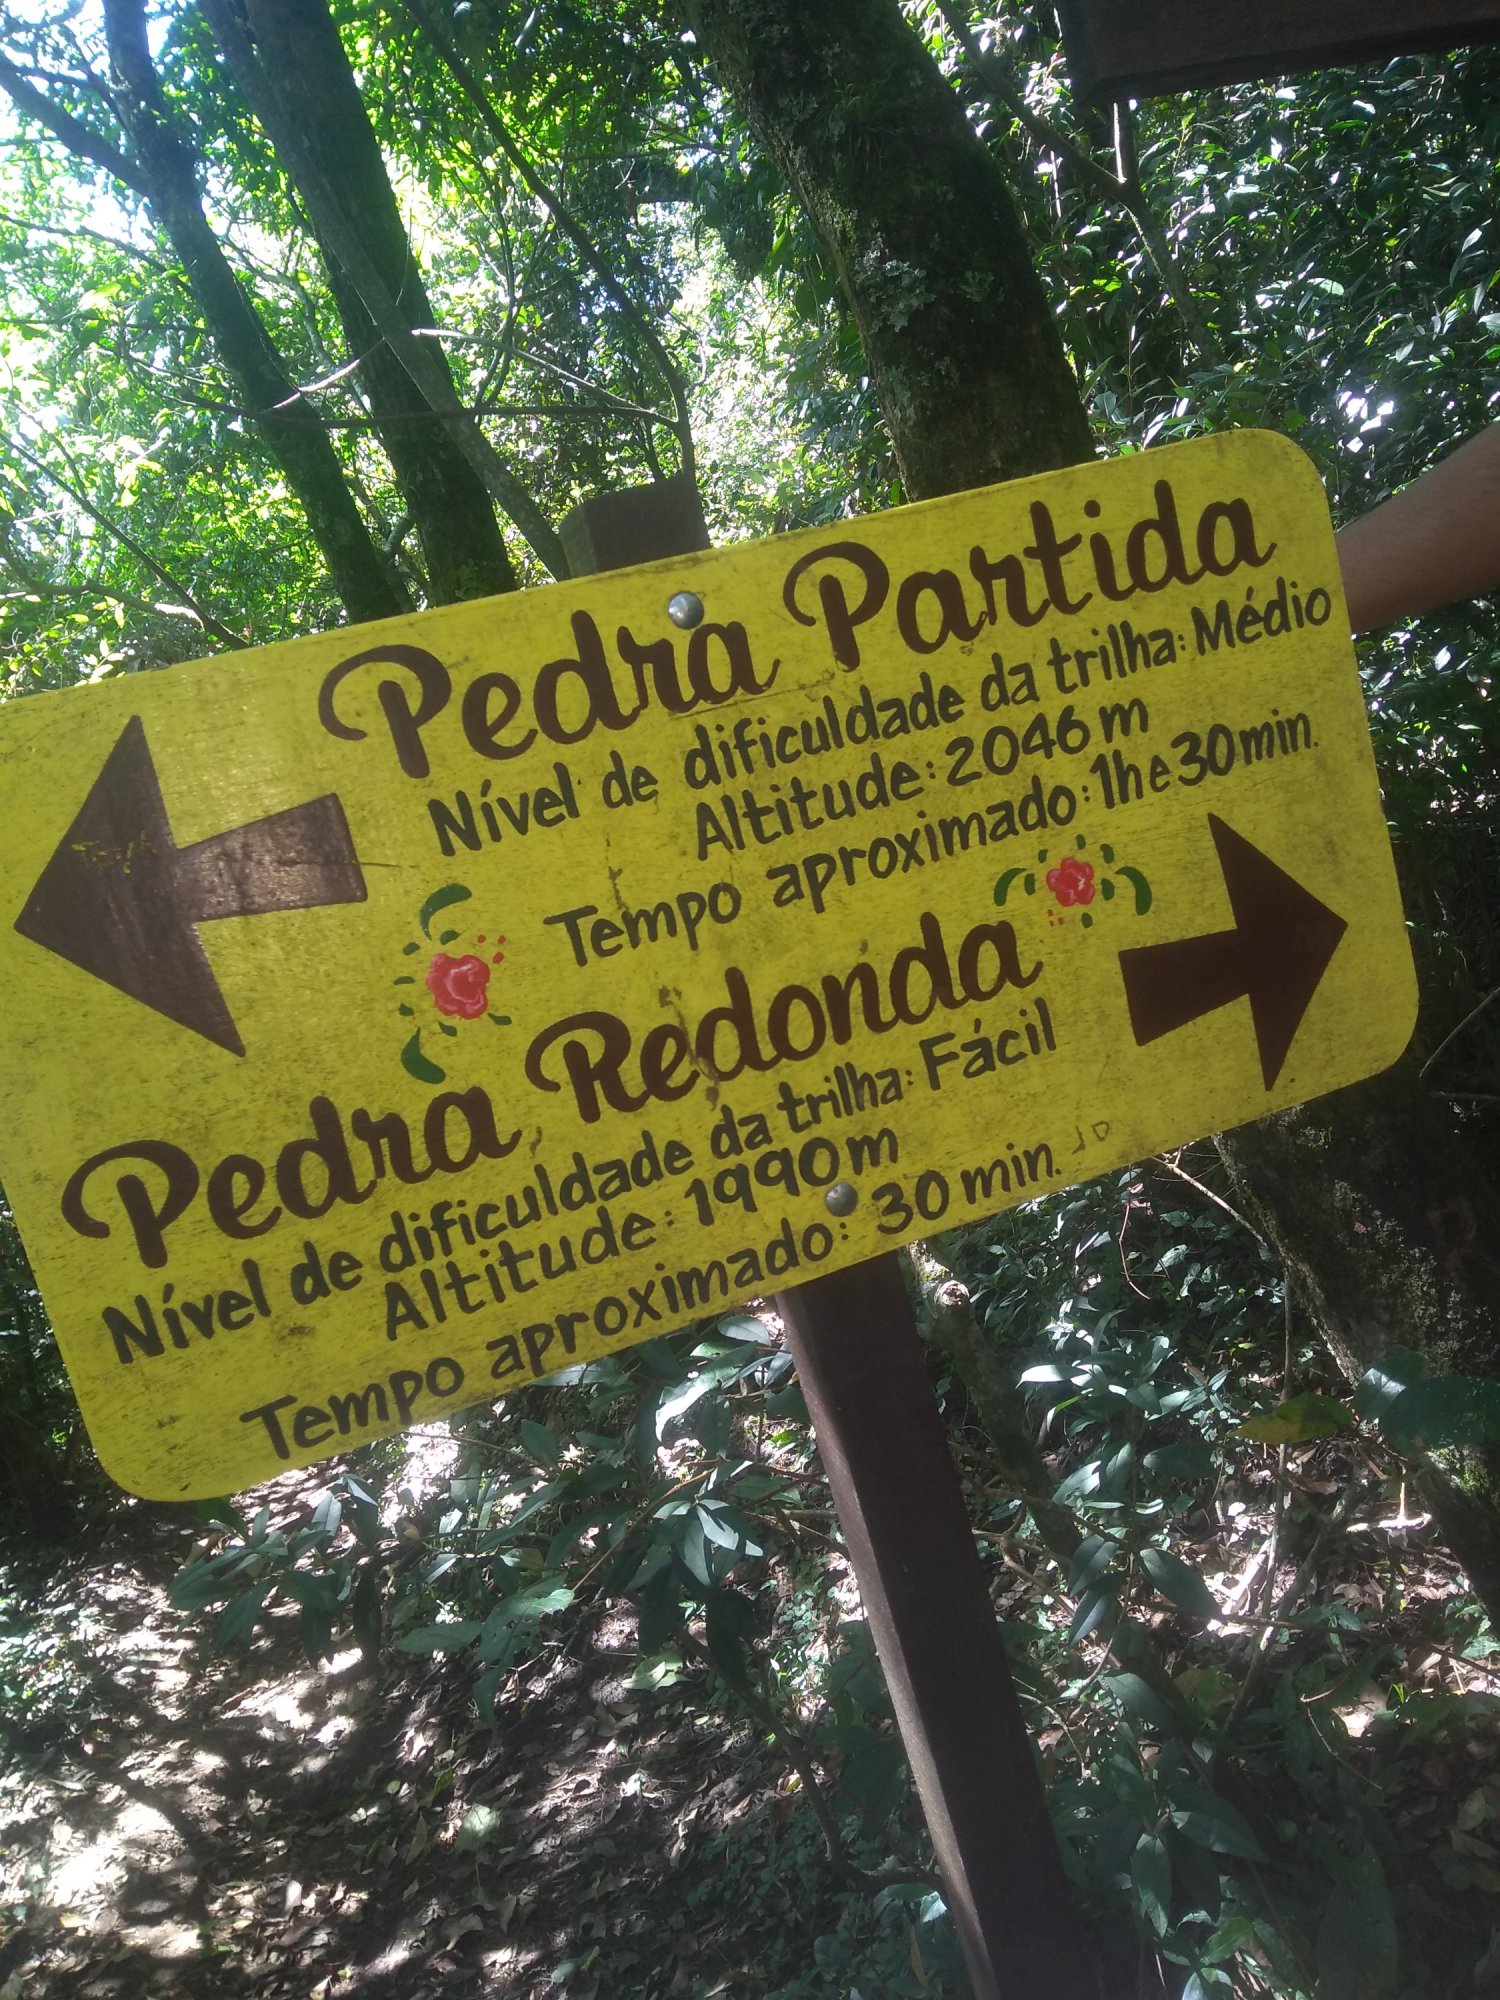 Pedra Partida
Nível de dificuldade da trilha: Médio
Altitude: 2046 m
Tempo aproximado: 1h e 30 min.
Pedra Redonda
Nível de dificuldade da trilha: Fácil
Altitude: 1990 m
Tempo aproximado: 30 min.